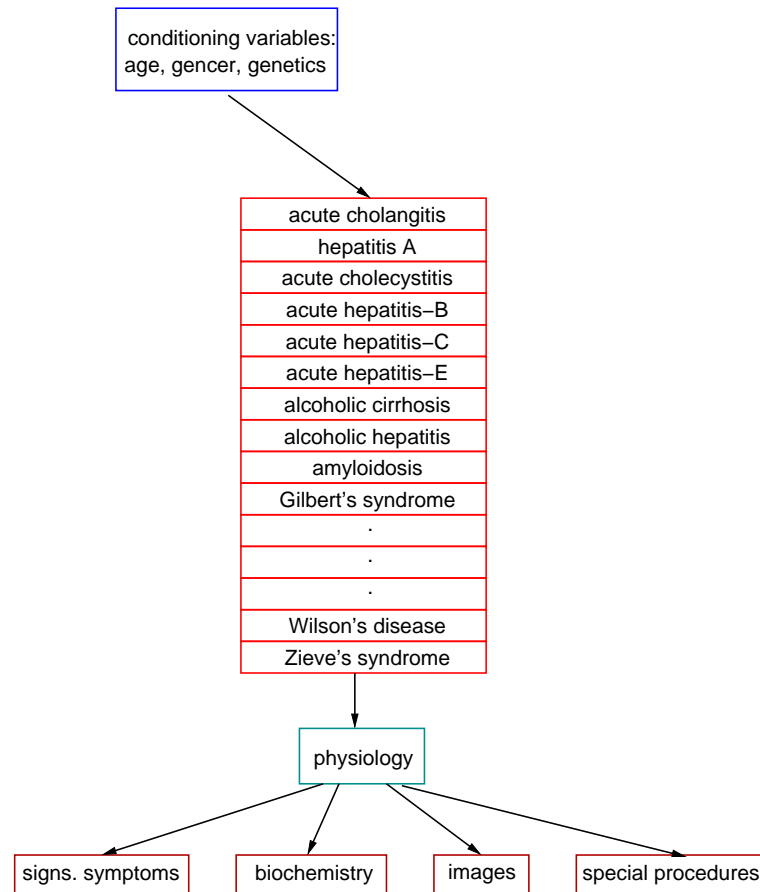 conditioning variables:
age, gencer, genetics
acute cholangitis
hepatitis A
acute cholecystitis
acute hepatitis−B
acute hepatitis−C
acute hepatitis−E
alcoholic cirrhosis
alcoholic hepatitis
amyloidosis
Gilbert's syndrome
.
.
.
Wilson's disease
Zieve's syndrome
physiology
signs. symptoms
biochemistry
images
special procedures